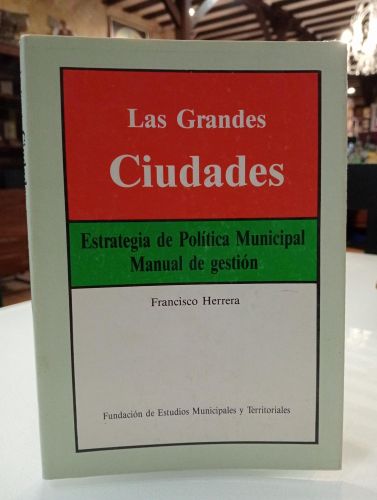 Las Grandes
Ciudades
Estrategia de Política Municipal
Manual de gestión
Francisco Herrera
Fundación de Estudios Municipales y Territoriales